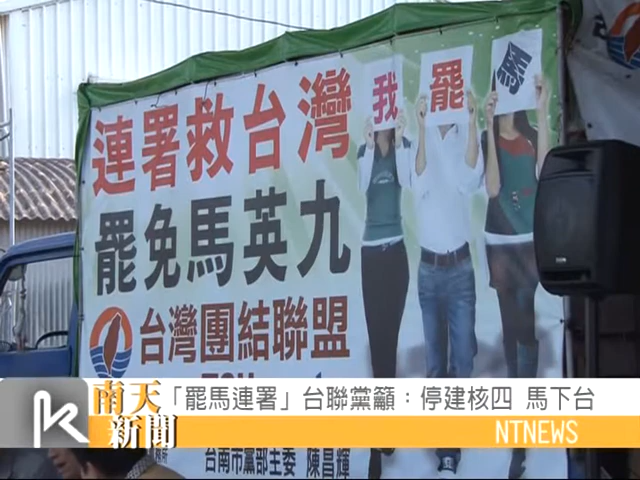 連署救台灣
罷免馬英九
台灣團結聯盟
我罷馬
南天新聞
「罷馬連署」台聯黨籲：停建核四 馬下台
NTNEWS
台南市黨部主委 陳昌輝